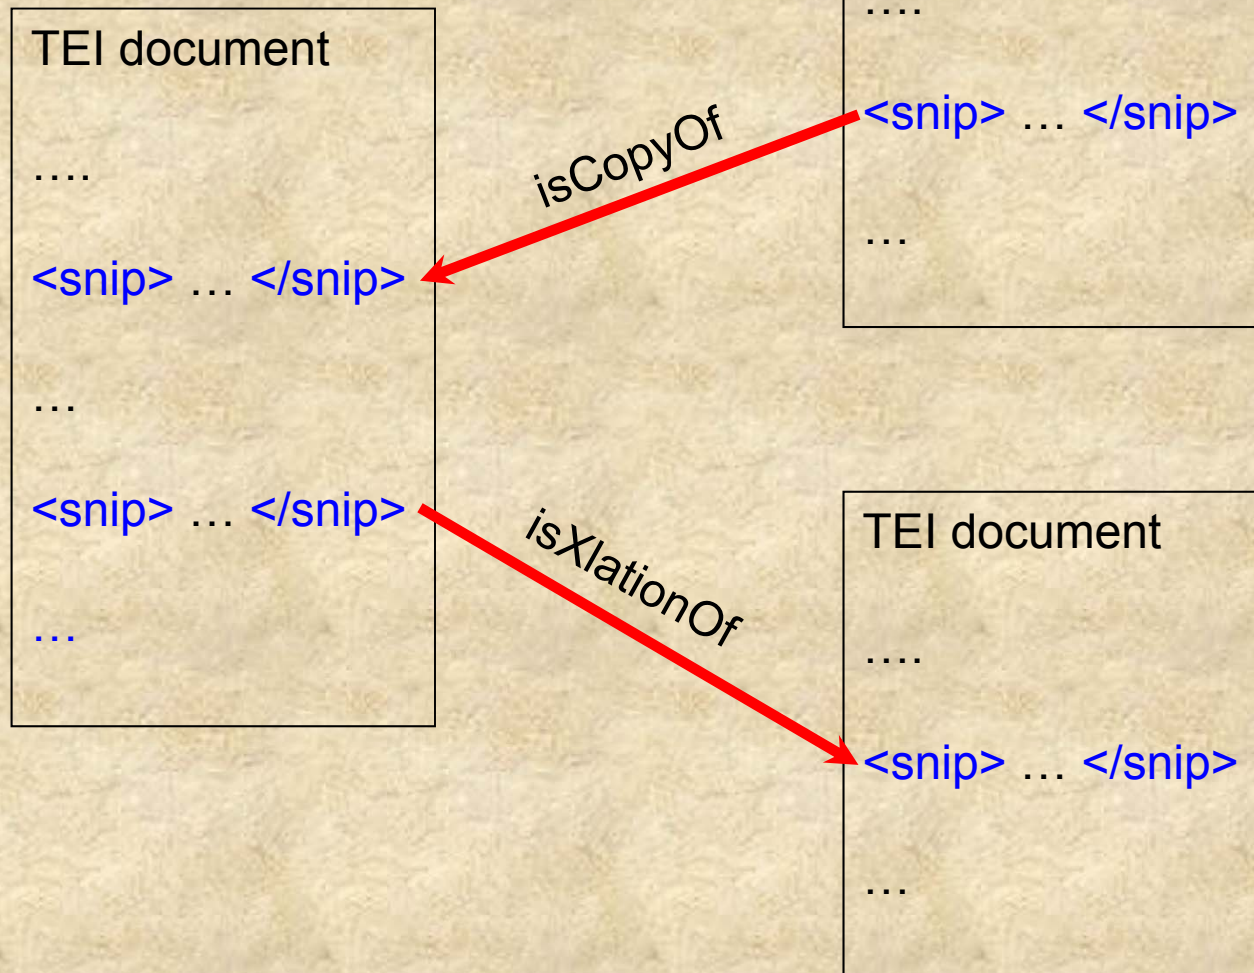 TEI document
….
<snip> … </snip>
…
<snip> … </snip>
…
isCopyOf
isXlationOf
….
<snip> … </snip>
…
TEI document
….
<snip> … </snip>
…